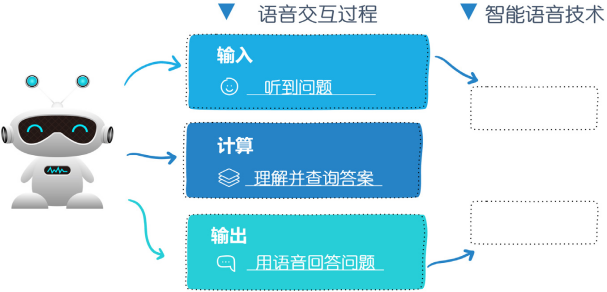 语音交互过程
智能语音技术
输入
听到问题
计算
理解并查询答案
输出
用语音回答问题